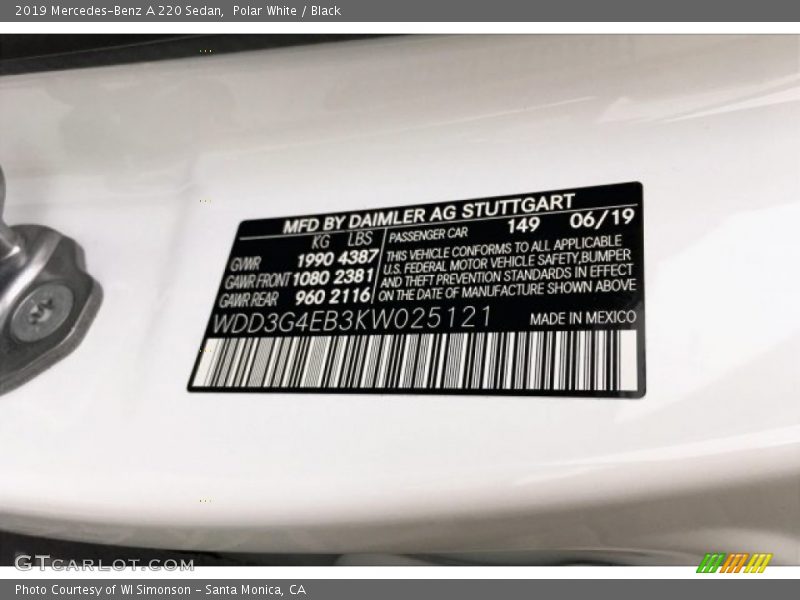 2019 Mercedes-Benz A 220 Sedan,  Polar White / Black
MFD BY DAIMLER AG STUTTGART
KG LBS PASSENGER CAR 149 06/19
GVWR 1990 4387
GAWR FRONT 1080 2381
GAWR REAR 960 2116
THIS VEHICLE CONFORMS TO ALL APPLICABLE
U.S. FEDERAL MOTOR VEHICLE SAFETY,BUMPER
AND THEFT PREVENTION STANDARDS IN EFFECT
ON THE DATE OF MANUFACTURE SHOWN ABOVE
WDD3G4EB3KW025121 MADE IN MEXICO
GTCARLOT.COM
Photo Courtesy of WI Simonson - Santa Monica, CA